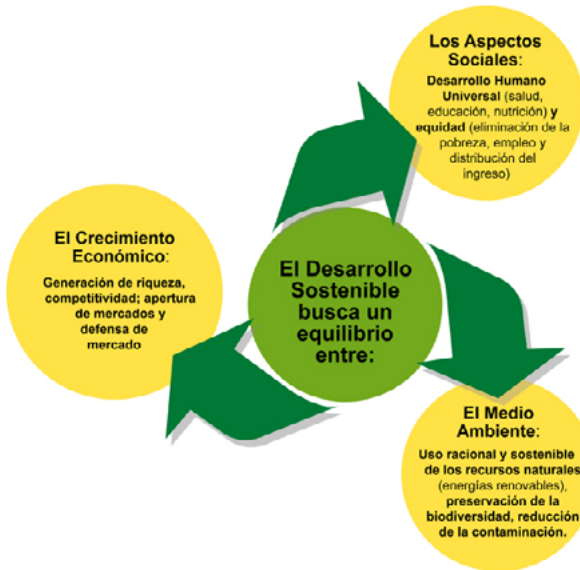 Los Aspectos
Sociales:
Desarrollo Humano
Universal (salud,
educación, nutrición) y
equidad (eliminación de la
pobreza, empleo y
distribución del
ingreso)
El Crecimiento
Económico:
Generación de riqueza,
competitividad; apertura
de mercados y
defensa de
mercado
El Desarrollo
Sostenible
busca un
equilibrio
entre:
El Medio
Ambiente:
Uso racional y sostenible
de los recursos naturales
(energías renovables),
preservación de la
biodiversidad, reducción
de la contaminación.